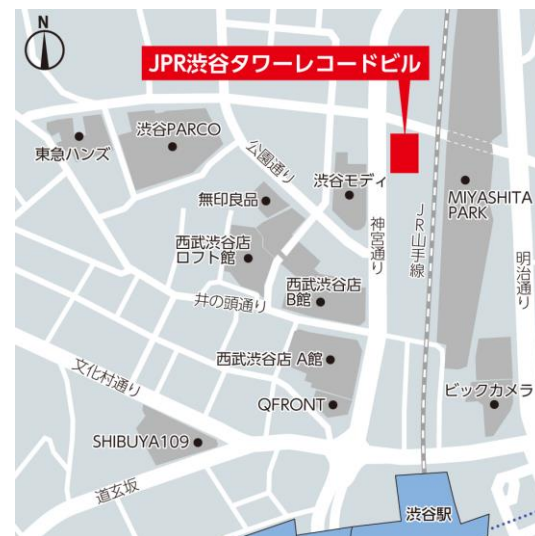 N
JPR渋谷タワーレコードビル
渋谷PARCO
東急ハンズ
公園通り
渋谷モディ
無印良品
MIYASHITA
PARK
神宮通り
JR山手線
明治通り
西武渋谷店
ロフト館
西武渋谷店
B館
井の頭通り
西武渋谷店 A館
文化村通り
QFRONT
ビックカメラ
SHIBUYA109
道玄坂
渋谷駅